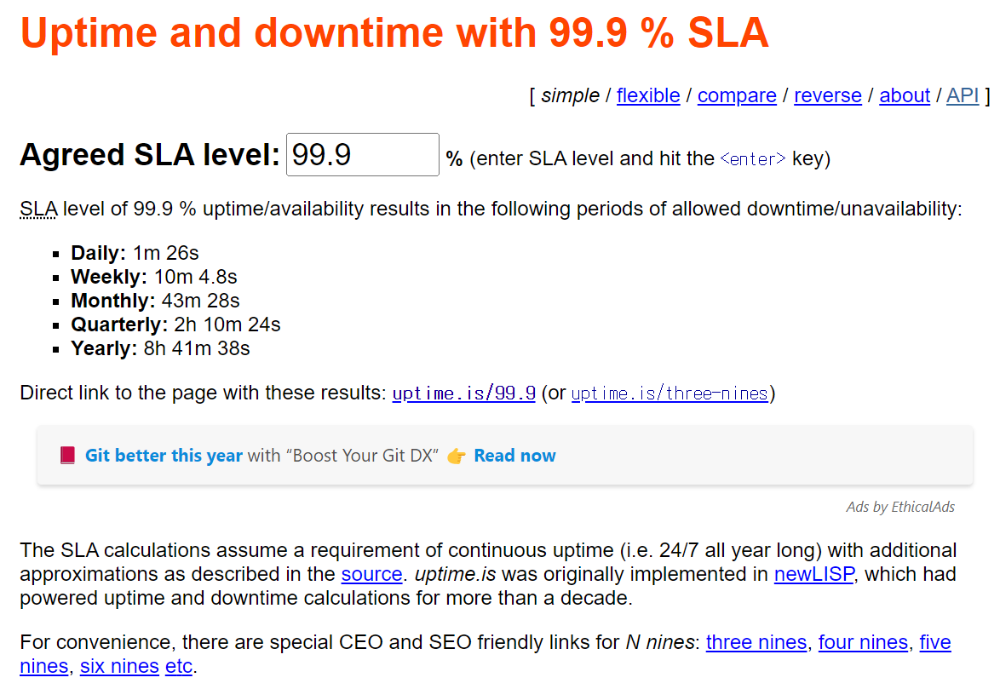 Uptime and downtime with 99.9 % SLA
[ simple / flexible / compare / reverse / about / API ]
Agreed SLA level: 99.9 % (enter SLA level and hit the <enter> key)
SLA level of 99.9 % uptime/availability results in the following periods of allowed downtime/unavailability:
▪ Daily: 1m 26s
▪ Weekly: 10m 4.8s
▪ Monthly: 43m 28s
▪ Quarterly: 2h 10m 24s
▪ Yearly: 8h 41m 38s
Direct link to the page with these results: uptime.is/99.9 (or uptime.is/three-nines)
Git better this year with “Boost Your Git DX” 👉 Read now
Ads by EthicalAds
The SLA calculations assume a requirement of continuous uptime (i.e. 24/7 all year long) with additional
approximations as described in the source. uptime.is was originally implemented in newLISP, which had
powered uptime and downtime calculations for more than a decade.
For convenience, there are special CEO and SEO friendly links for N nines: three nines, four nines, five
nines, six nines etc.